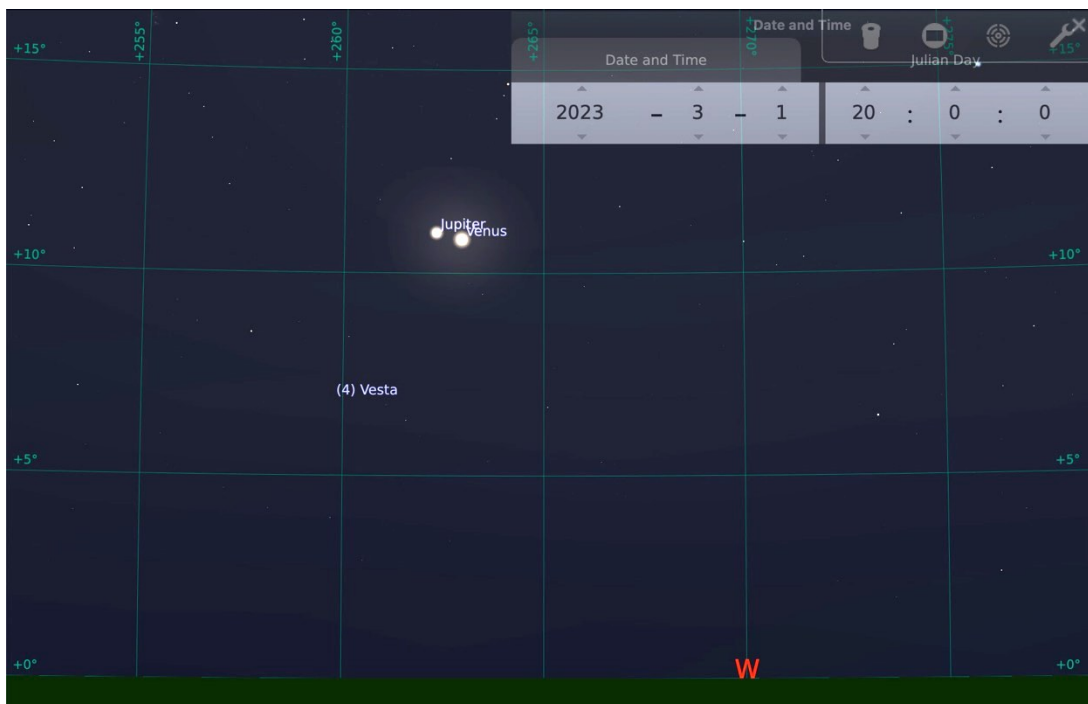 Date and Time
+255° +260° +265° +270° +275°
+15° +15°
Date and Time Julian Day
2023 – 3 – 1 20 : 0 : 0
Jupiter
Venus
+10° +10°
(4) Vesta
+5° +5°
+0° W +0°